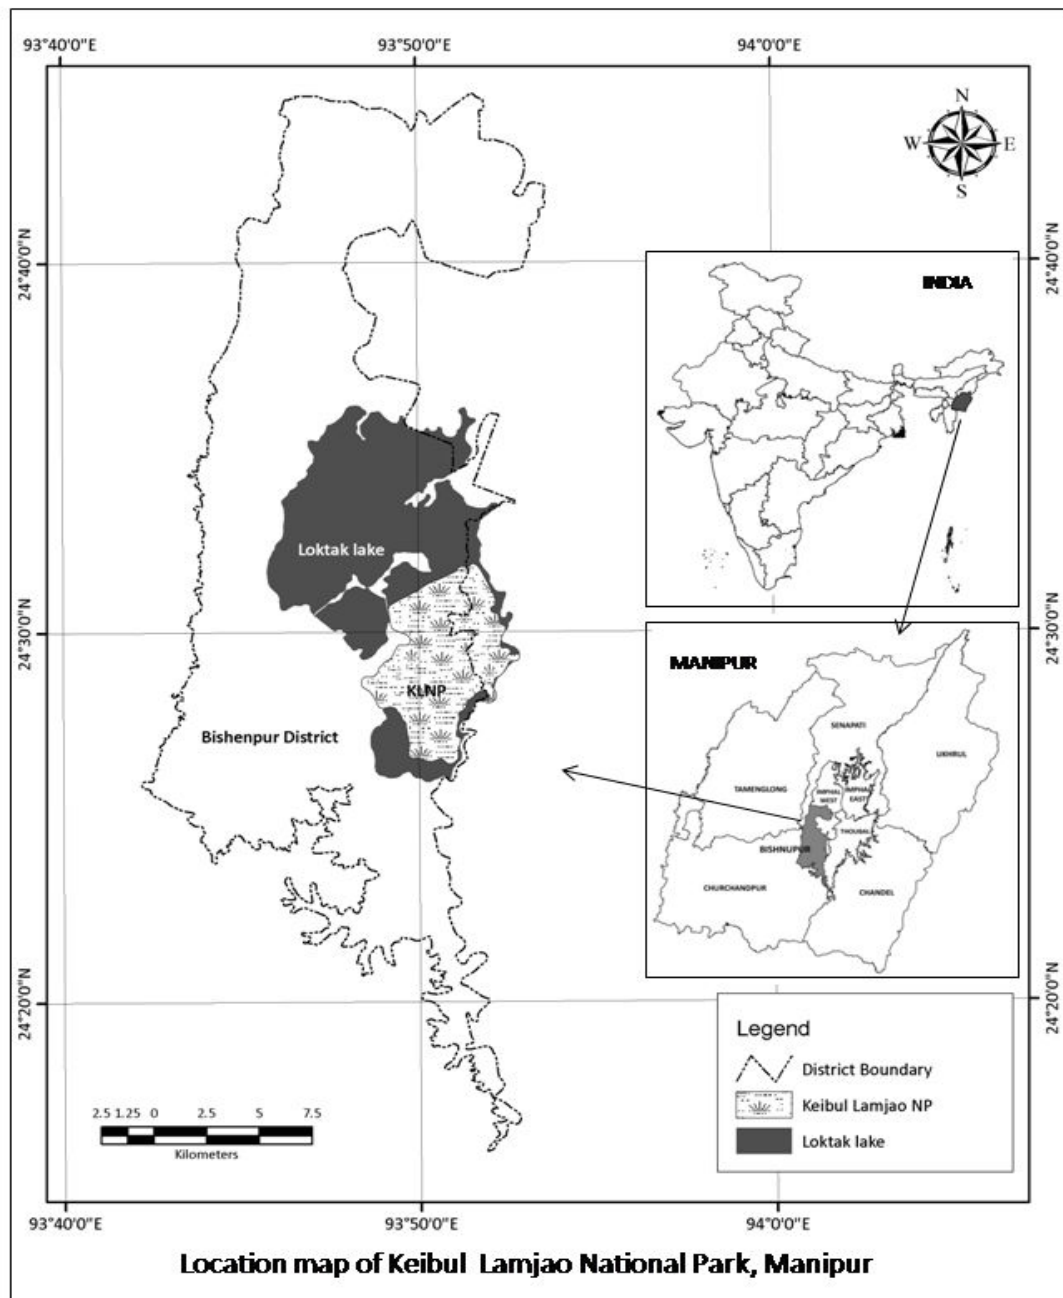 93°40'0"E 93°50'0"E 94°0'0"E
N
W E
S
24°40'0"N 24°40'0"N
INDIA
Loktak lake
24°30'0"N 24°30'0"N
MANIPUR
KLNP
SENAPATI
Bishenpur District
UKHRUL
TAMENGLONG
IMPHAL
WEST
IMPHAL
EAST
THOUBAL
BISHNUPUR
CHURCHANDPUR
CHANDEL
24°20'0"N 24°20'0"N
Legend
District Boundary
Keibul Lamjao NP
Loktak lake
2.5 1.25 0 2.5 5 7.5
Kilometers
93°40'0"E 93°50'0"E 94°0'0"E
Location map of Keibul Lamjao National Park, Manipur